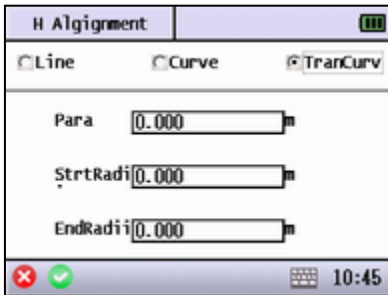 H Algignment
Line Curve TranCurv
Para 0.000 m
StrtRadi 0.000 m
EndRadii 0.000 m
10:45